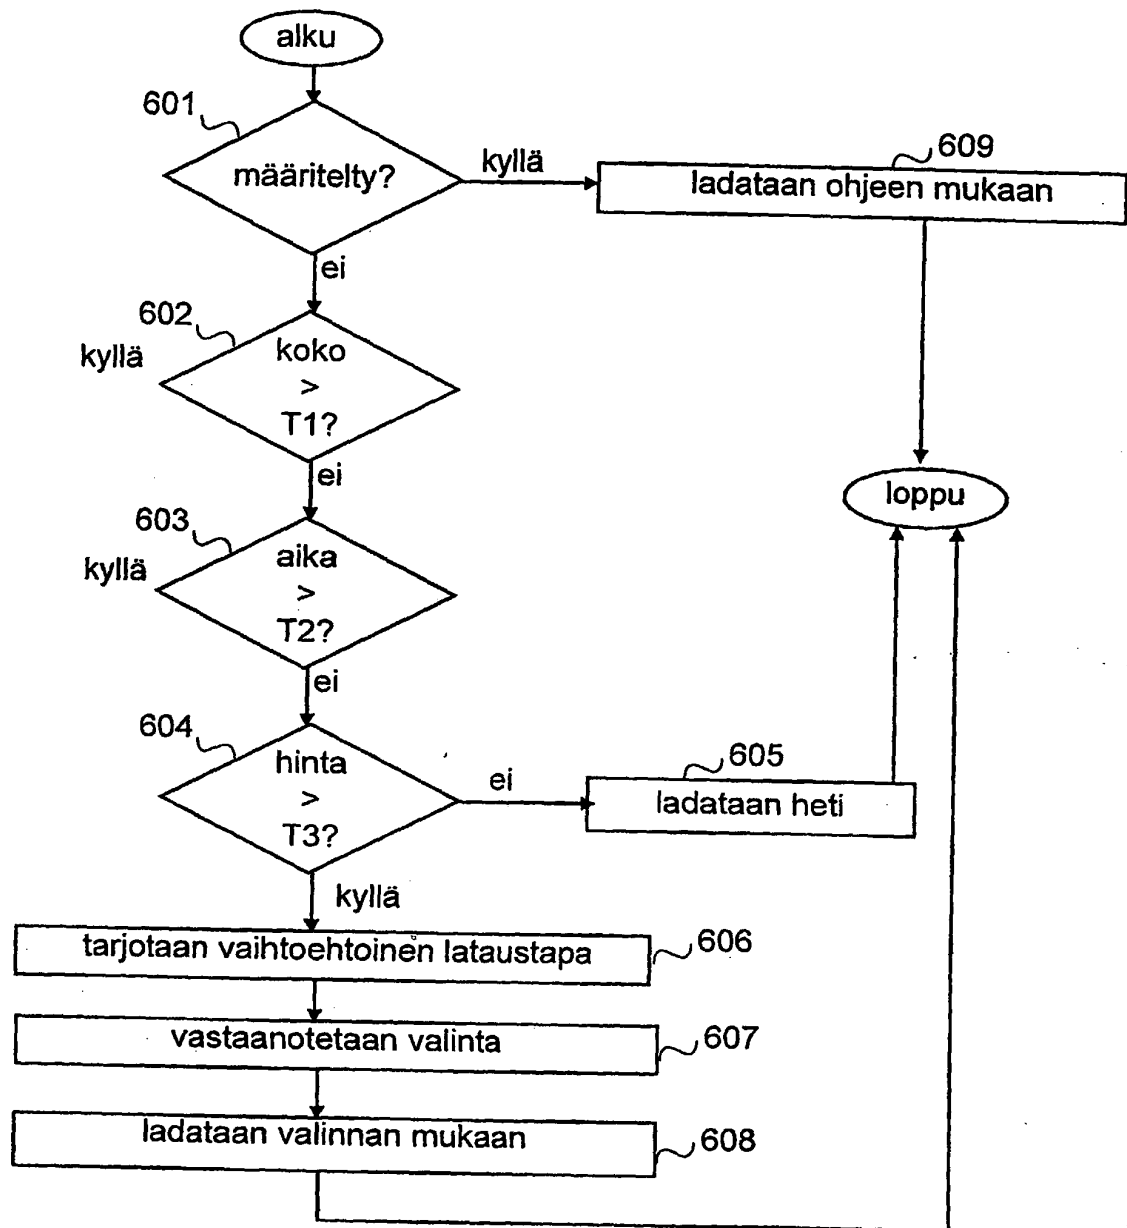 alku
601
määritelty?
kyllä
609
ladataan ohjeen mukaan
ei
602
kyllä
koko
>
T1?
ei
loppu
603
kyllä
aika
>
T2?
ei
604
hinta
>
T3?
ei
605
ladataan heti
kyllä
tarjotaan vaihtoehtoinen lataustapa
606
vastaanotetaan valinta
607
ladataan valinnan mukaan
608